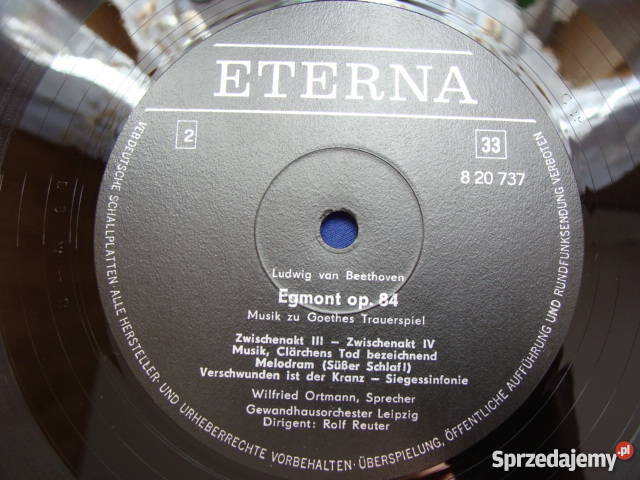 ETERNA
2
33
8 20 737
Ludwig van Beethoven
Egmont op. 84
Musik zu Goethes Trauerspiel
Zwischenakt III – Zwischenakt IV
Musik, Clärchens Tod bezeichnend
Melodram (Süßer Schlaf!)
Verschwunden ist der Kranz – Siegessinfonie
Wilfried Ortmann, Sprecher
Gewandhausorchester Leipzig
Dirigent: Rolf Reuter
VEB DEUTSCHE SCHALLPLATTEN · ALLE HERSTELLER- UND URHEBERRECHTE VORBEHALTEN · ÜBERSPIELUNG, ÖFFENTLICHE AUFFÜHRUNG UND RUNDFUNKSENDUNG VERBOTEN
Sprzedajemy.pl